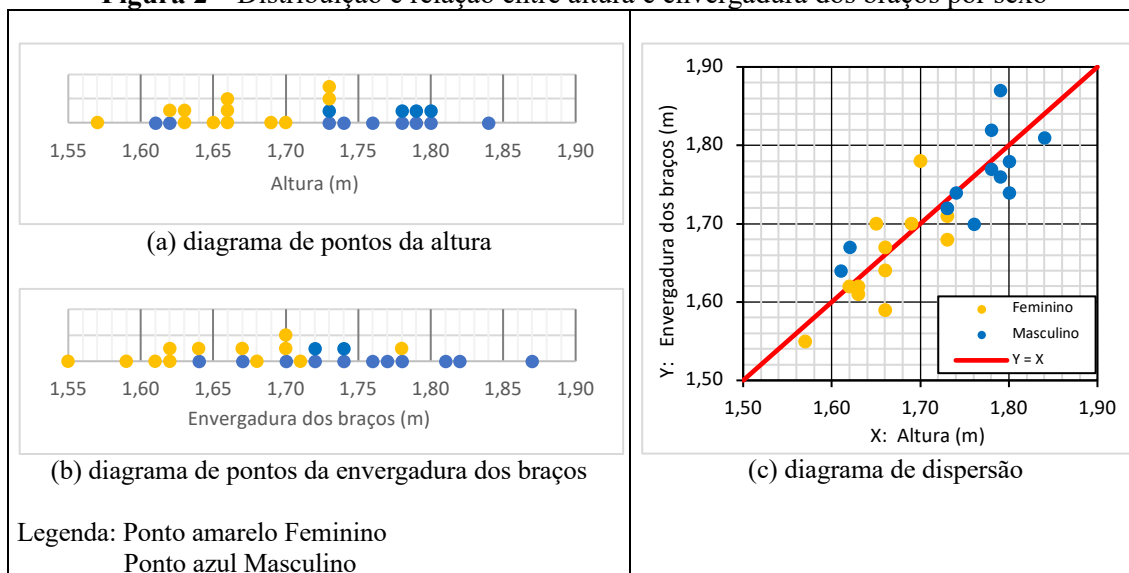 Figura 2 – Distribuição e relação entre altura e envergadura dos braços por sexo
1,55 1,60 1,65 1,70 1,75 1,80 1,85 1,90
Altura (m)
(a) diagrama de pontos da altura
1,55 1,60 1,65 1,70 1,75 1,80 1,85 1,90
Envergadura dos braços (m)
(b) diagrama de pontos da envergadura dos braços
Legenda: Ponto amarelo Feminino
Ponto azul Masculino
Y: Envergadura dos braços (m)
1,90
1,80
1,70
1,60
1,50
Feminino
Masculino
Y = X
1,50 1,60 1,70 1,80 1,90
X: Altura (m)
(c) diagrama de dispersão